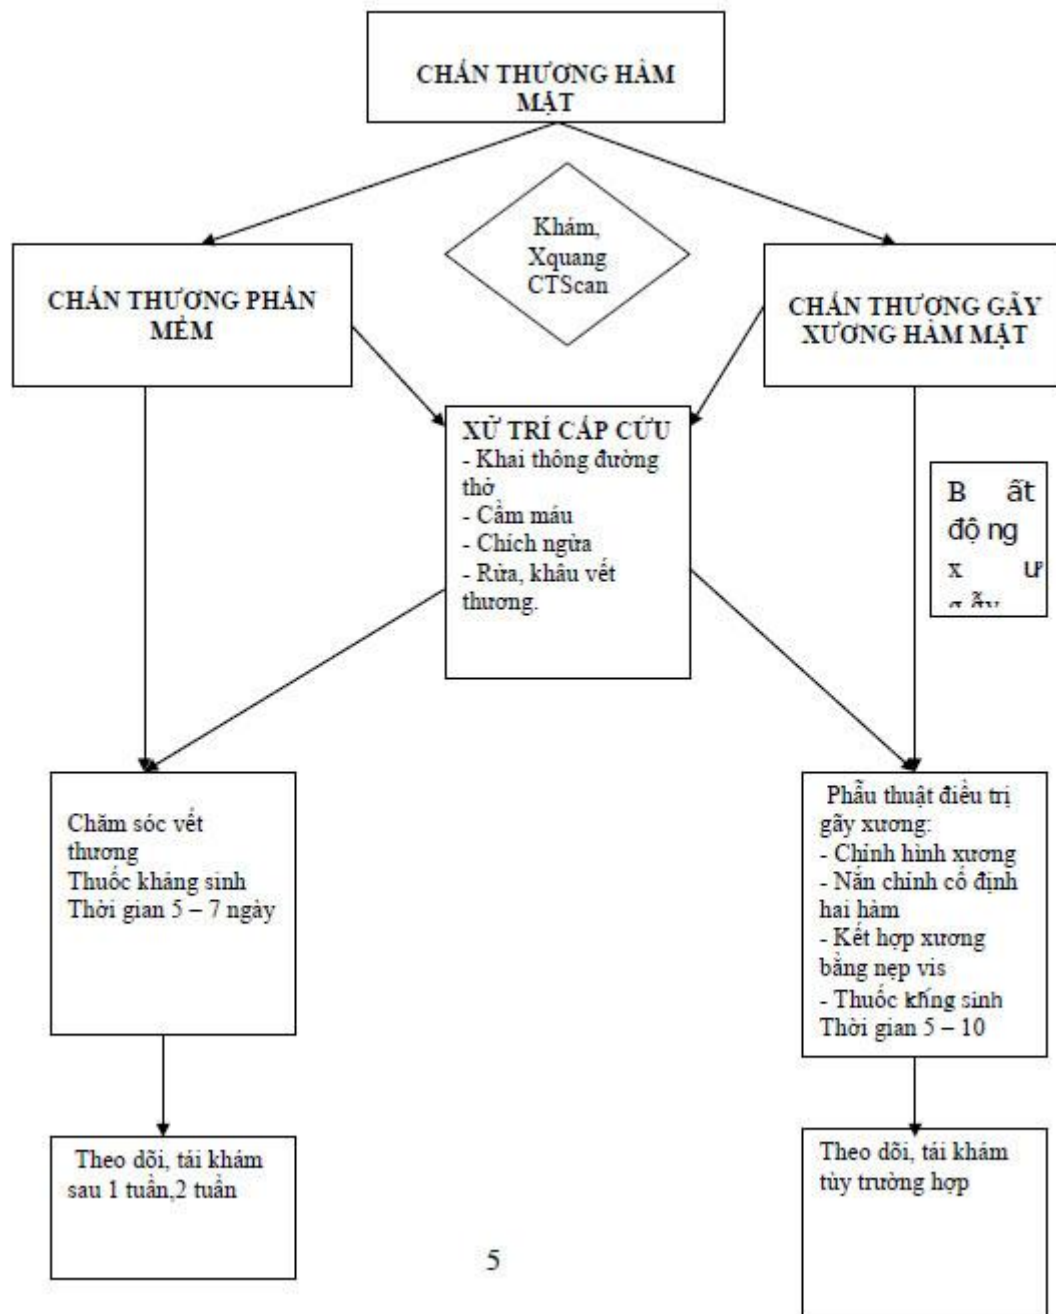 CHẤN THƯƠNG HÀM
MẶT
Khám,
Xquang
CTScan
CHẤN THƯƠNG PHẦN
MỀM
CHẤN THƯƠNG GÃY
XƯƠNG HÀM MẶT
XỬ TRÍ CẤP CỨU
- Khai thông đường
thở
- Cầm máu
- Chích ngừa
- Rửa, khâu vết
thương.
B ất
độ ng
x ư
gãy
Chăm sóc vết
thương
Thuốc kháng sinh
Thời gian 5 – 7 ngày
Phẫu thuật điều trị
gãy xương:
- Chỉnh hình xương
- Nắn chỉnh cố định
hai hàm
- Kết hợp xương
bằng nẹp vis
- Thuốc sinh
Thời gian 5 – 10
Theo dõi, tái khám
sau 1 tuần,2 tuần
Theo dõi, tái khám
tùy trường hợp
5